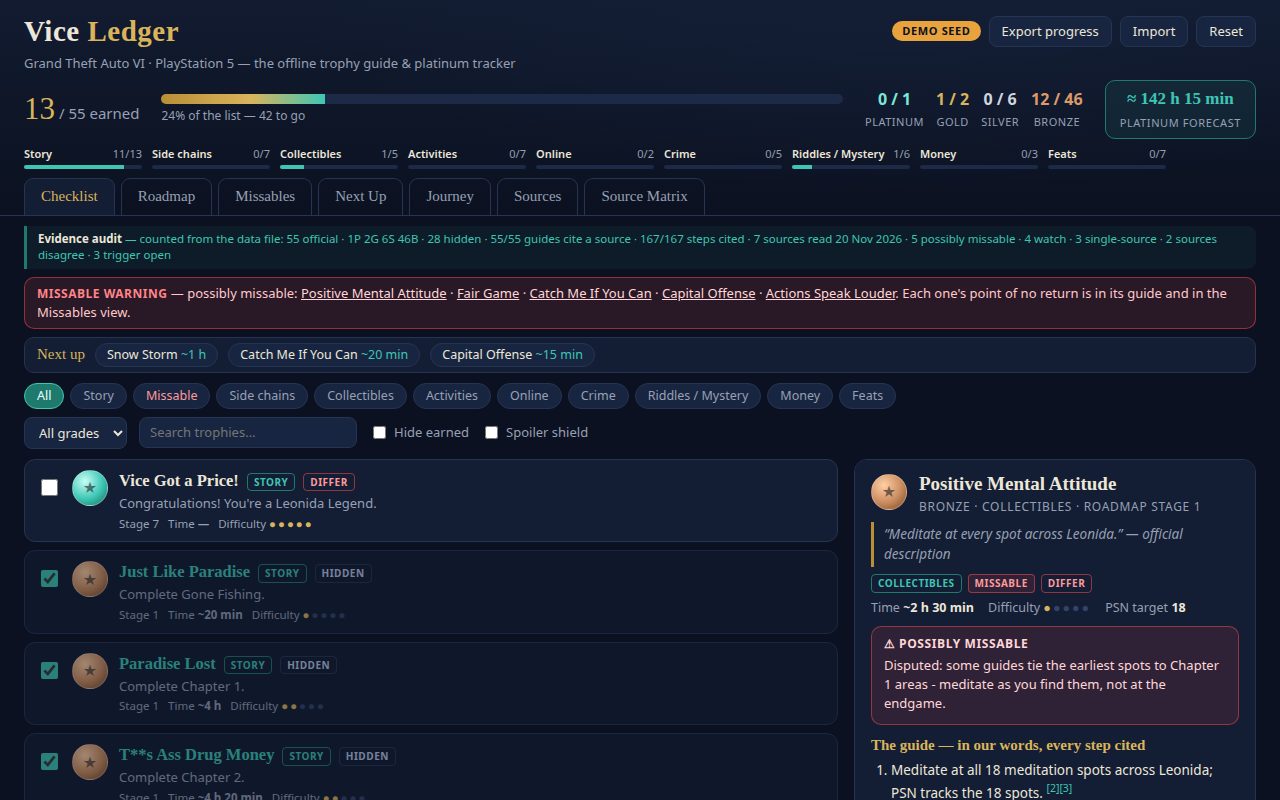 Vice Ledger
DEMO SEED
Export progress
Import
Reset
Grand Theft Auto VI · PlayStation 5 — the offline trophy guide & platinum tracker
13 / 55 earned
24% of the list — 42 to go
0 / 1
PLATINUM
1 / 2
GOLD
0 / 6
SILVER
12 / 46
BRONZE
≈ 142 h 15 min
PLATINUM FORECAST
Story 11/13
Side chains 0/7
Collectibles 1/5
Activities 0/7
Online 0/2
Crime 0/5
Riddles / Mystery 1/6
Money 0/3
Feats 0/7
Checklist
Roadmap
Missables
Next Up
Journey
Sources
Source Matrix
Evidence audit — counted from the data file: 55 official · 1P 2G 6S 46B · 28 hidden · 55/55 guides cite a source · 167/167 steps cited · 7 sources read 20 Nov 2026 · 5 possibly missable · 4 watch · 3 single-source · 2 sources
disagree · 3 trigger open
MISSABLE WARNING — possibly missable: Positive Mental Attitude · Fair Game · Catch Me If You Can · Capital Offense · Actions Speak Louder. Each one's point of no return is in its guide and in the
Missables view.
Next up
Snow Storm ~1 h
Catch Me If You Can ~20 min
Capital Offense ~15 min
All
Story
Missable
Side chains
Collectibles
Activities
Online
Crime
Riddles / Mystery
Money
Feats
All grades
Search trophies...
Hide earned
Spoiler shield
Vice Got a Price! STORY DIFFER
Congratulations! You're a Leonida Legend.
Stage 7 Time — Difficulty
Just Like Paradise STORY HIDDEN
Complete Gone Fishing.
Stage 1 Time ~20 min Difficulty
Paradise Lost STORY HIDDEN
Complete Chapter 1.
Stage 1 Time ~4 h Difficulty
T**s Ass Drug Money STORY HIDDEN
Complete Chapter 2.
Stage 1 Time ~4 h 20 min Difficulty
Positive Mental Attitude
BRONZE · COLLECTIBLES · ROADMAP STAGE 1
“Meditate at every spot across Leonida.” — official
description
COLLECTIBLES MISSABLE DIFFER
Time ~2 h 30 min Difficulty PSN target 18
⚠ POSSIBLY MISSABLE
Disputed: some guides tie the earliest spots to Chapter
1 areas - meditate as you find them, not at the
endgame.
The guide — in our words, every step cited
1. Meditate at all 18 meditation spots across Leonida;
PSN tracks the 18 spots. [2][3]